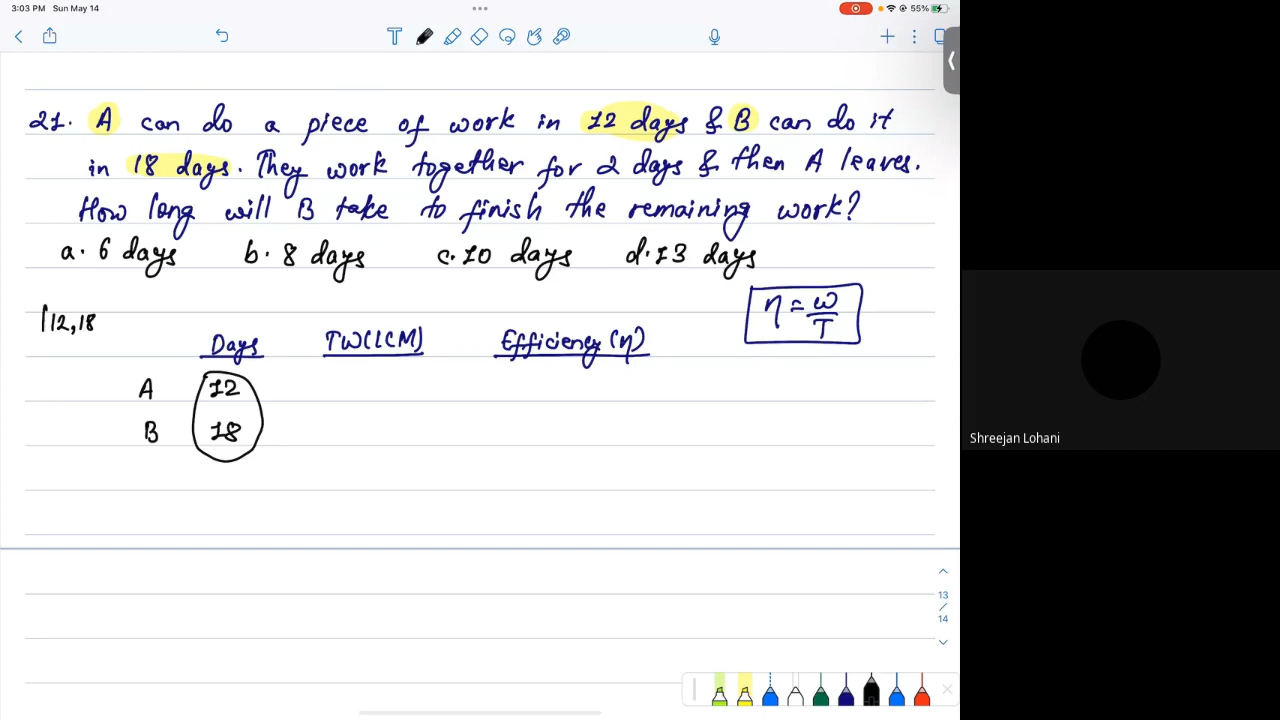 3:03 PM Sun May 14
55%
21. A can do a piece of work in 12 days & B can do it
in 18 days. They work together for 2 days & then A leaves.
How long will B take to finish the remaining work?
a. 6 days b. 8 days c. 10 days d. 13 days
η = w/T
12,18
Days TW(LCM) Efficiency (η)
A 12
B 18
Shreejan Lohani
13
/
14